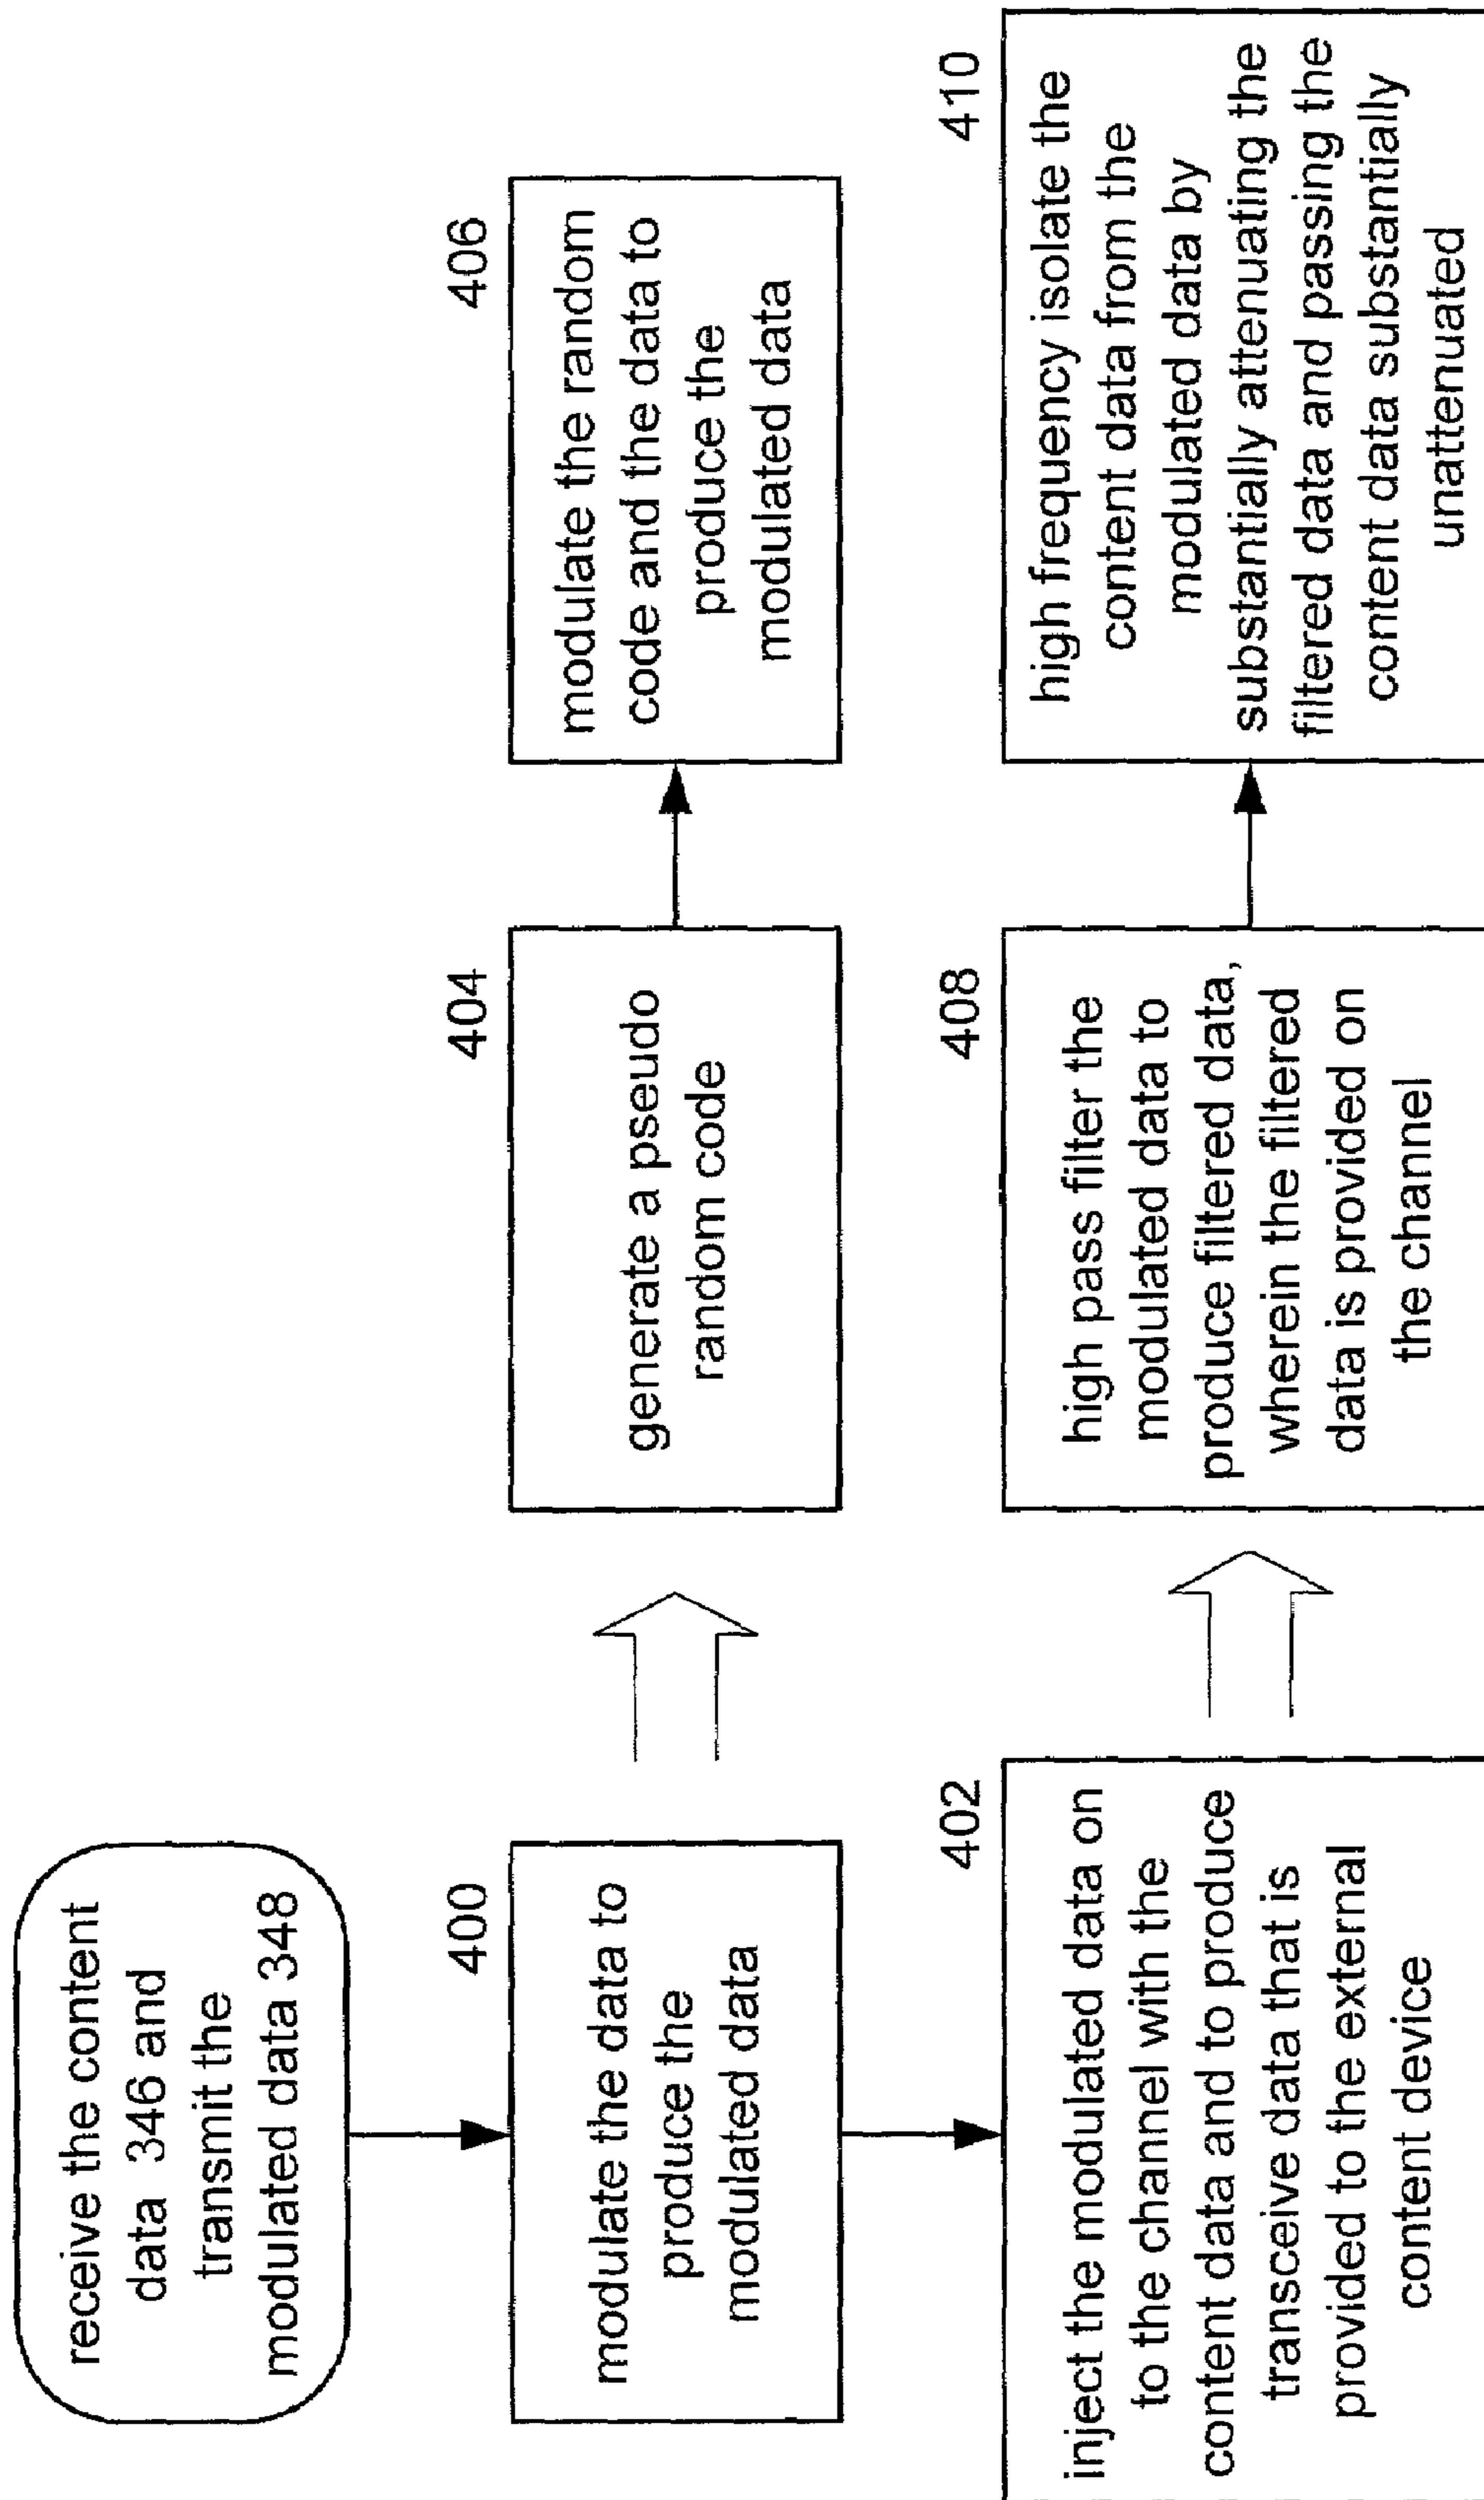 receive the content
data 346 and
transmit the
modulated data 348
400
modulate the data to
produce the
modulated data
404
generate a pseudo
random code
406
modulate the random
code and the data to
produce the
modulated data
402
inject the modulated data on
to the channel with the
content data and to produce
transceive data that is
provided to the external
content device
408
high pass filter the
modulated data to
produce filtered data,
wherein the filtered
data is provided on
the channel
410
high frequency isolate the
content data from the
modulated data by
substantially attenuating the
filtered data and passing the
content data substantially
unattenuated